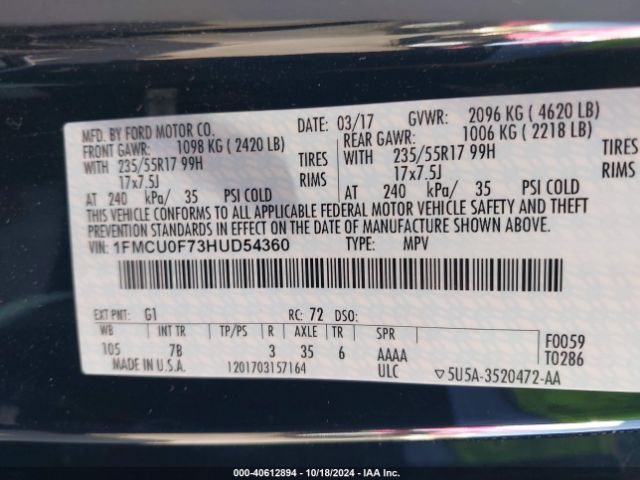 MFD. BY FORD MOTOR CO. DATE: 03/17 GVWR: 2096 KG ( 4620 LB)
FRONT GAWR: 1098 KG ( 2420 LB) REAR GAWR: 1006 KG ( 2218 LB)
WITH 235/55R17 99H TIRES WITH 235/55R17 99H TIRES
17x7.5J RIMS 17x7.5J RIMS
AT 240 kPa/ 35 PSI COLD AT 240 kPa/ 35 PSI COLD
THIS VEHICLE CONFORMS TO ALL APPLICABLE FEDERAL MOTOR VEHICLE SAFETY AND THEFT
PREVENTION STANDARDS IN EFFECT ON THE DATE OF MANUFACTURE SHOWN ABOVE.
VIN: 1FMCU0F73HUD54360 TYPE: MPV
EXT PNT: G1 RC: 72 DSO:
WB INT TR TP/PS R AXLE TR SPR F0059
105 7B 3 35 6 AAAA T0286
MADE IN U.S.A. 1201703157164 ULC ▽5U5A-3520472-AA
00-40612894 | 10/18/2024 - IAA